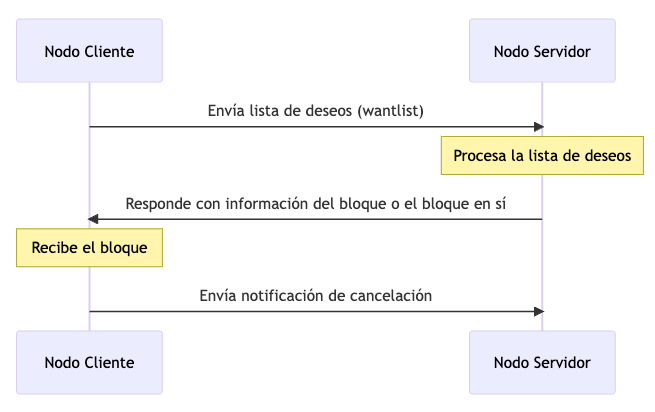 Nodo Cliente
Nodo Servidor
Envía lista de deseos (wantlist)
Procesa la lista de deseos
Responde con información del bloque o el bloque en sí
Recibe el bloque
Envía notificación de cancelación
Nodo Cliente
Nodo Servidor